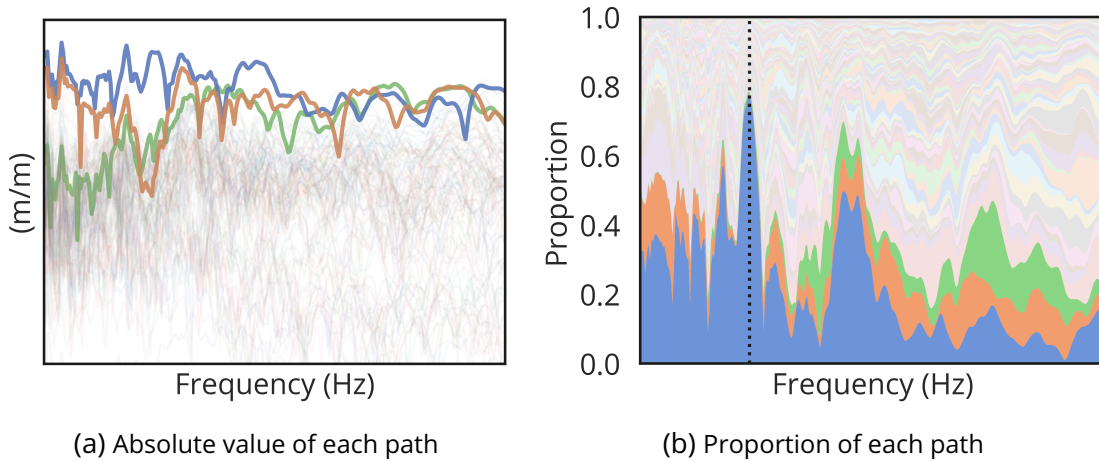 (m/m)
Frequency (Hz)
(a) Absolute value of each path
Proportion
1.0
0.8
0.6
0.4
0.2
0.0
Frequency (Hz)
(b) Proportion of each path